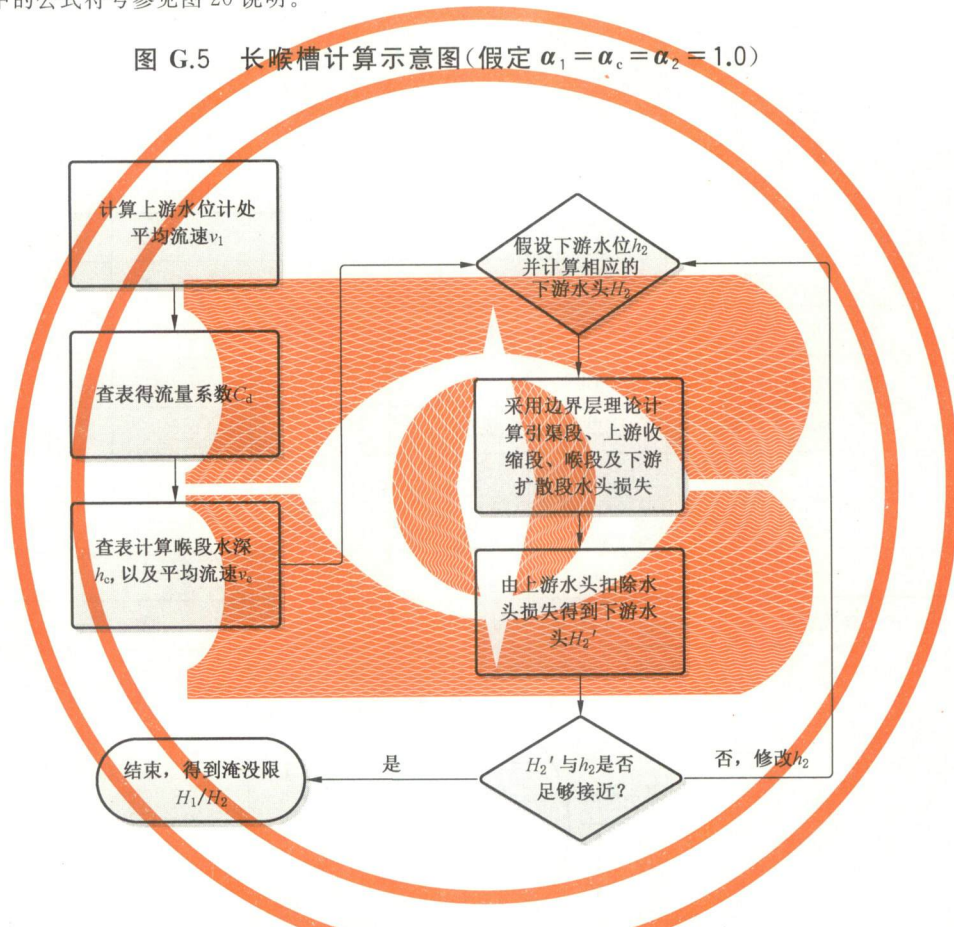 中的公式符号参见图20说明。
图 G.5 长喉槽计算示意图(假定 α₁=αc=α₂=1.0)
计算上游水位计处
平均流速v₁
查表得流量系数Cd
查表计算喉段水深
hc,以及平均流速vc
假设下游水位h₂
并计算相应的
下游水头H₂
采用边界层理论计
算引渠段、上游收
缩段、喉段及下游
扩散段水头损失
由上游水头扣除水
头损失得到下游水
头H₂'
H₂'与h₂是否
足够接近?
是
否,修改h₂
结束,得到淹没限
H₁/H₂